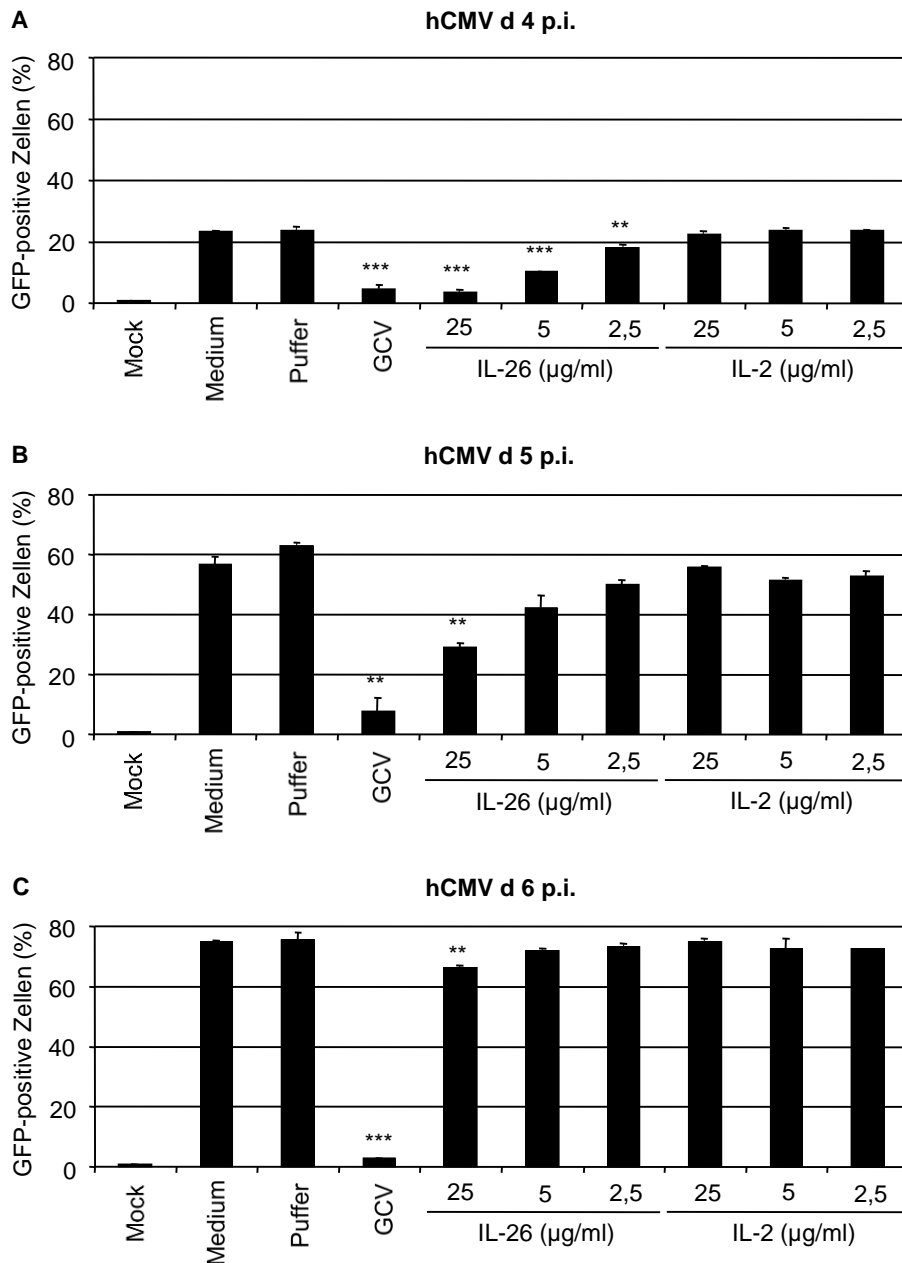 A
hCMV d 4 p.i.
GFP-positive Zellen (%)
80
60
40
20
0
*** *** *** **
Mock Medium Puffer GCV 25 5 2,5 25 5 2,5
IL-26 (µg/ml) IL-2 (µg/ml)
B
hCMV d 5 p.i.
GFP-positive Zellen (%)
80
60
40
20
0
** **
Mock Medium Puffer GCV 25 5 2,5 25 5 2,5
IL-26 (µg/ml) IL-2 (µg/ml)
C
hCMV d 6 p.i.
GFP-positive Zellen (%)
80
60
40
20
0
*** **
Mock Medium Puffer GCV 25 5 2,5 25 5 2,5
IL-26 (µg/ml) IL-2 (µg/ml)